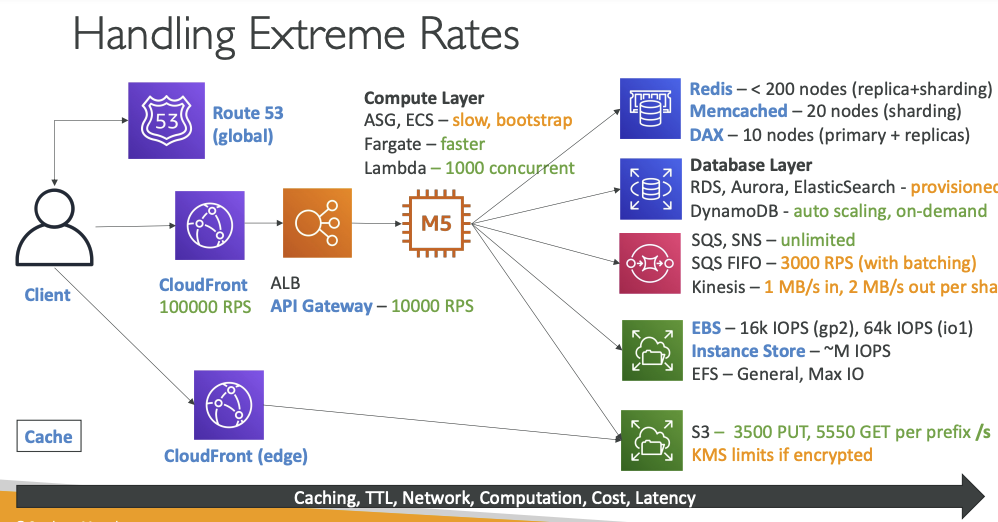 Handling Extreme Rates
53
Route 53
(global)
Compute Layer
ASG, ECS – slow, bootstrap
Fargate – faster
Lambda – 1000 concurrent
Redis – < 200 nodes (replica+sharding)
Memcached – 20 nodes (sharding)
DAX – 10 nodes (primary + replicas)
Database Layer
RDS, Aurora, ElasticSearch - provisioned
DynamoDB - auto scaling, on-demand
M5
Client
CloudFront
100000 RPS
ALB
API Gateway – 10000 RPS
SQS, SNS – unlimited
SQS FIFO – 3000 RPS (with batching)
Kinesis – 1 MB/s in, 2 MB/s out per sha
EBS – 16k IOPS (gp2), 64k IOPS (io1)
Instance Store – ~M IOPS
EFS – General, Max IO
Cache
CloudFront (edge)
S3 – 3500 PUT, 5550 GET per prefix /s
KMS limits if encrypted
Caching, TTL, Network, Computation, Cost, Latency